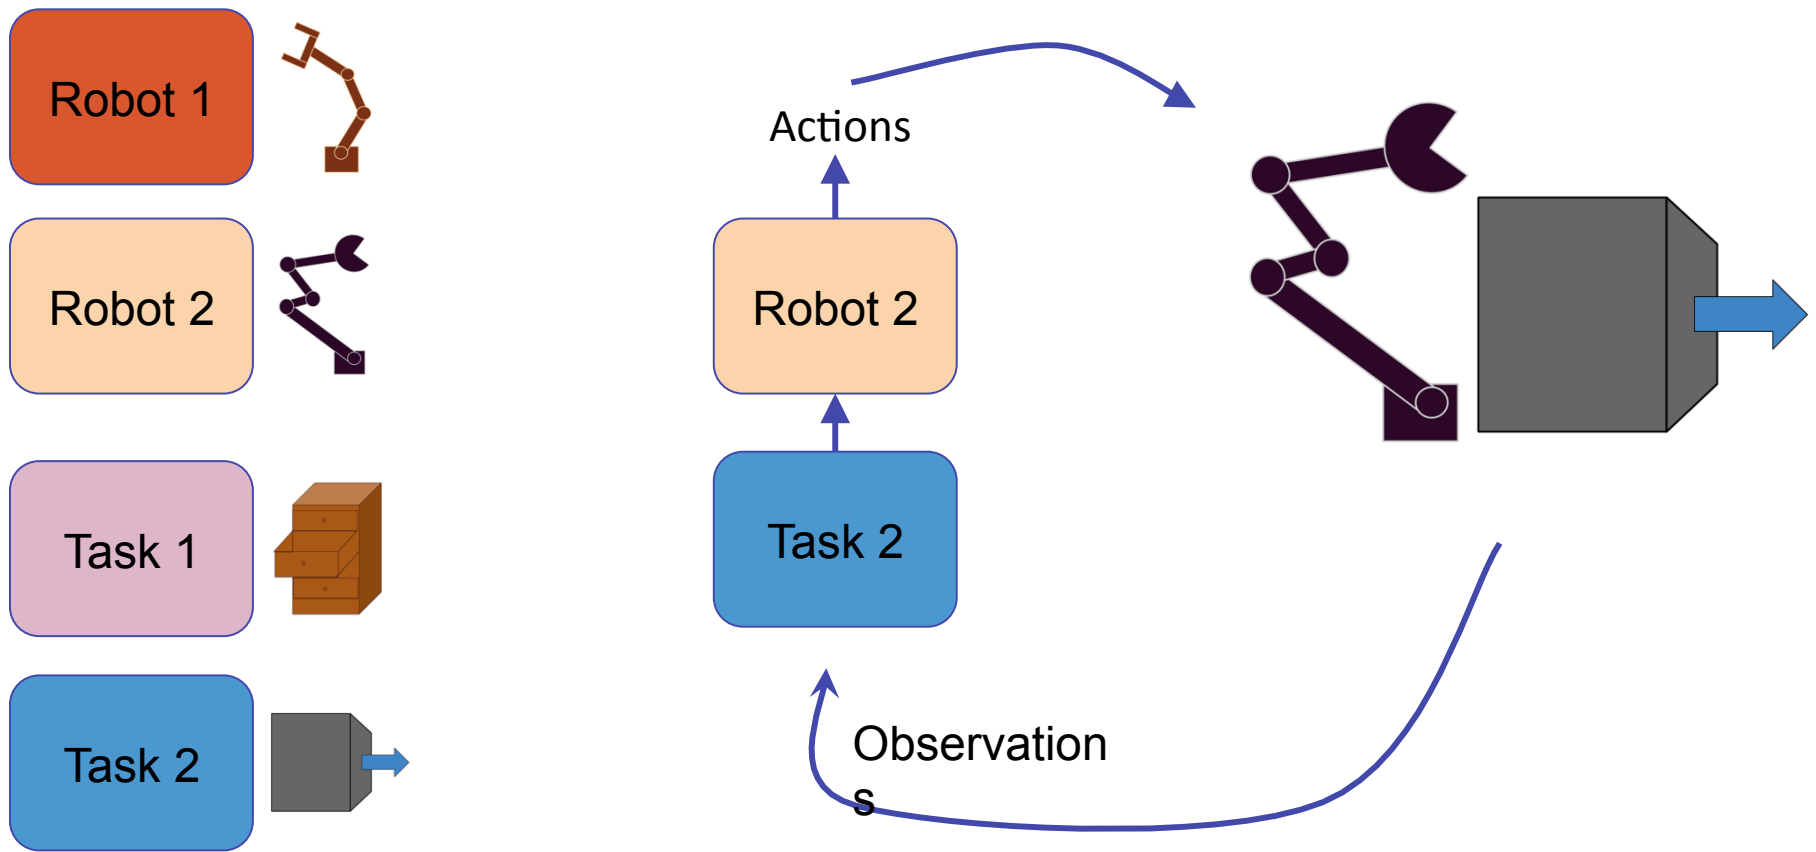 Robot 1
Robot 2
Task 1
Task 2
Actions
Robot 2
Task 2
Observation
s